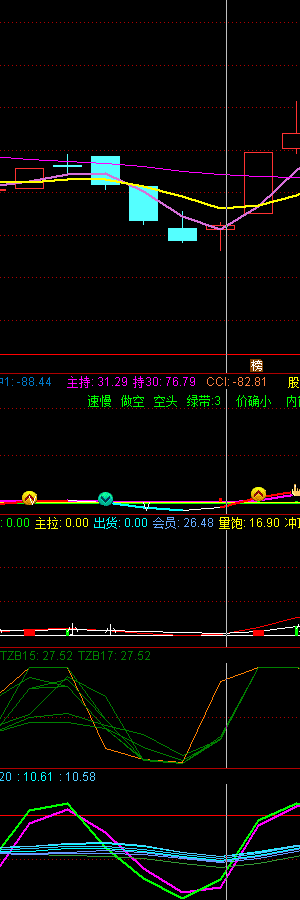 榜
1: -88.44 主持: 31.29 持30: 76.79 CCI: -82.81 股
速慢 做空 空头 绿带:3 价确小 内
: 0.00 主拉: 0.00 出货: 0.00 会员: 26.48 量饱: 16.90 冲
TZB15: 27.52 TZB17: 27.52
20 : 10.61 : 10.58